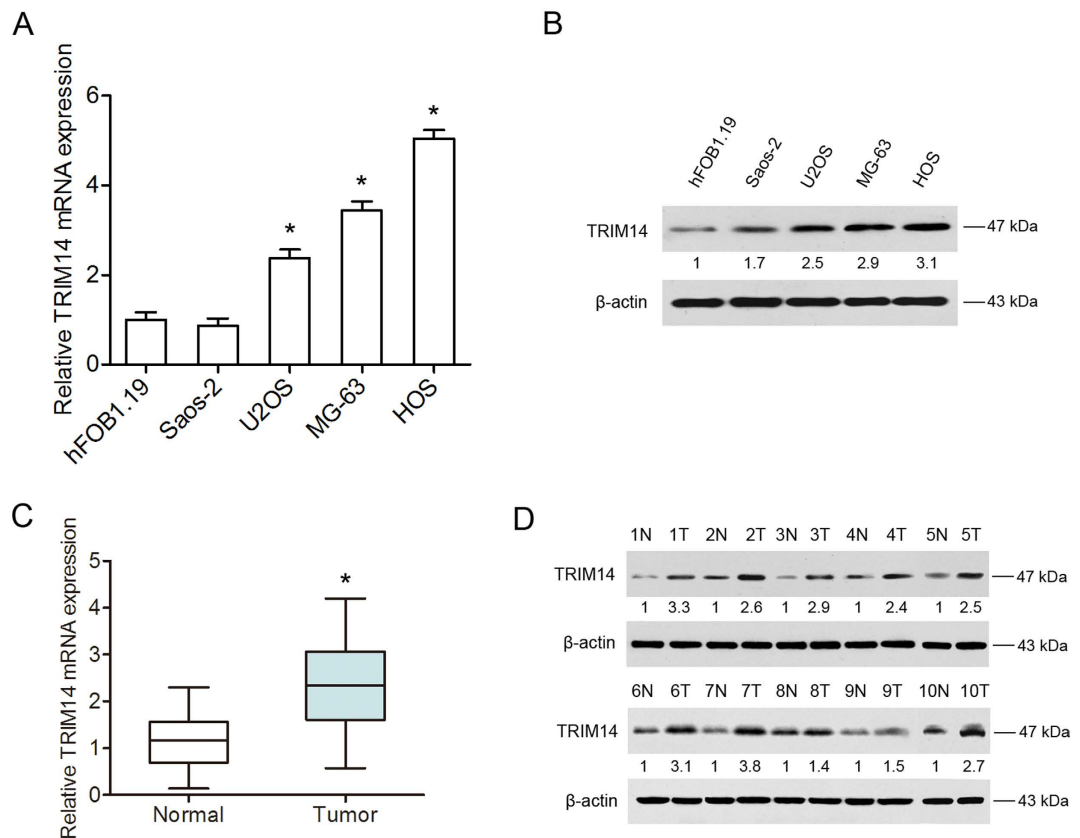 A
Relative TRIM14 mRNA expression
6
4
2
0
* * *
hFOB1.19 Saos-2 U2OS MG-63 HOS
B
hFOB1.19 Saos-2 U2OS MG-63 HOS
TRIM14 47 kDa
1 1.7 2.5 2.9 3.1
β-actin 43 kDa
C
Relative TRIM14 mRNA expression
5
4
3
2
1
0
*
Normal Tumor
D
1N 1T 2N 2T 3N 3T 4N 4T 5N 5T
TRIM14 47 kDa
1 3.3 1 2.6 1 2.9 1 2.4 1 2.5
β-actin 43 kDa
6N 6T 7N 7T 8N 8T 9N 9T 10N 10T
TRIM14 47 kDa
1 3.1 1 3.8 1 1.4 1 1.5 1 2.7
β-actin 43 kDa